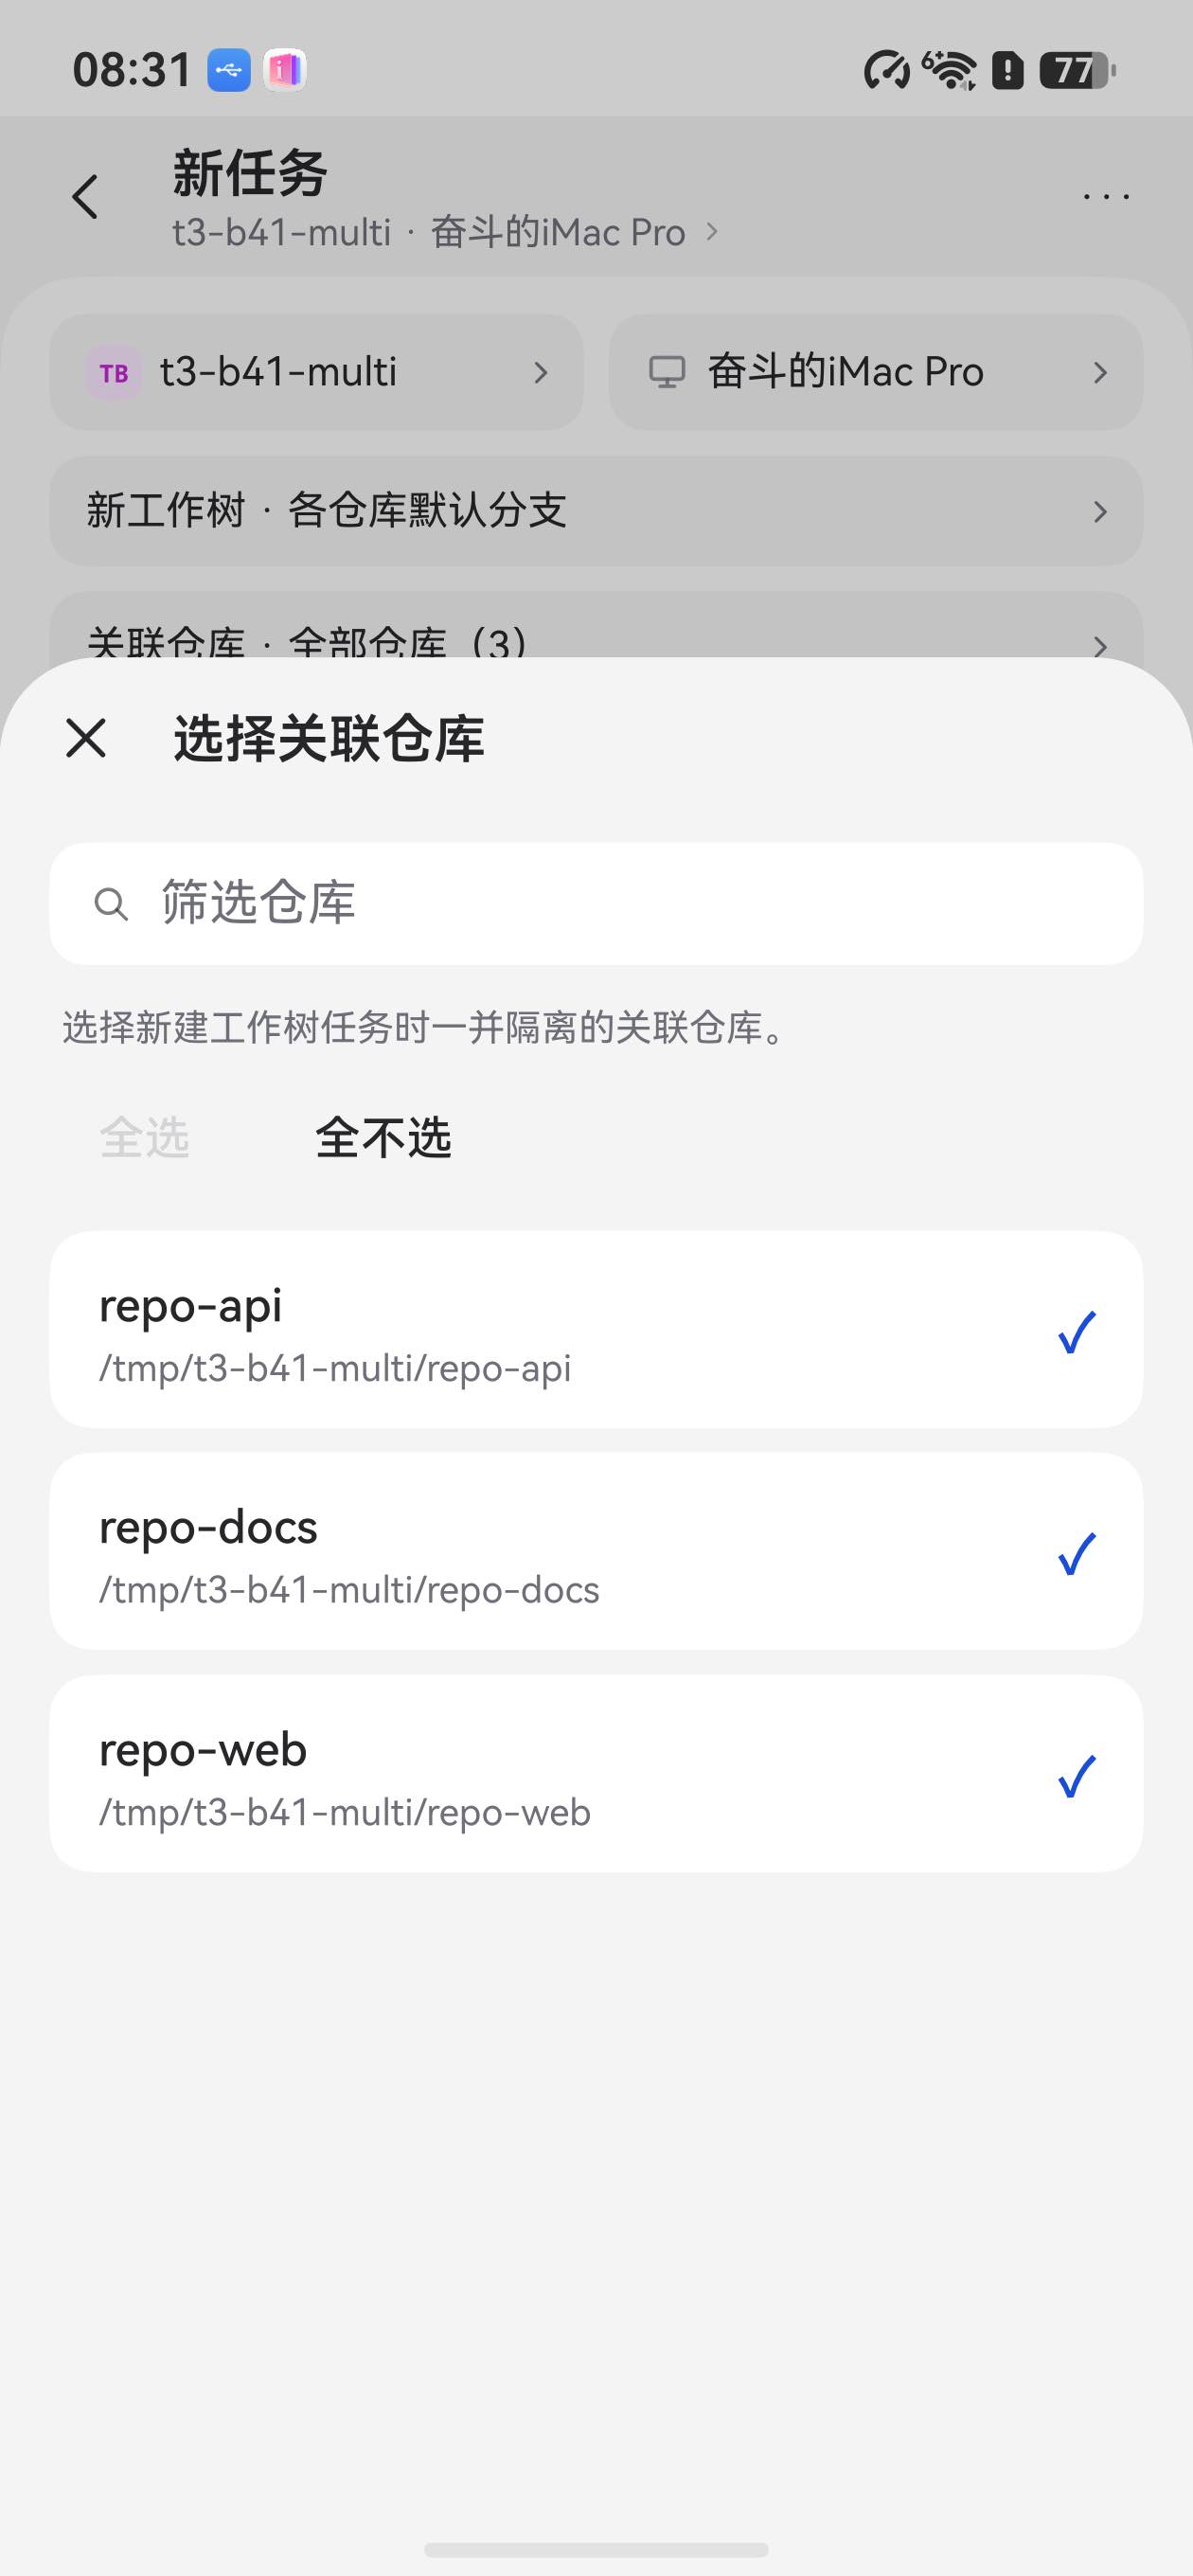 08:31
6+
77
新任务
t3-b41-multi · 奋斗的iMac Pro
TB t3-b41-multi
奋斗的iMac Pro
新工作树 · 各仓库默认分支
关联仓库 · 全部仓库（3）
选择关联仓库
筛选仓库
选择新建工作树任务时一并隔离的关联仓库。
全选 全不选
repo-api
/tmp/t3-b41-multi/repo-api
repo-docs
/tmp/t3-b41-multi/repo-docs
repo-web
/tmp/t3-b41-multi/repo-web